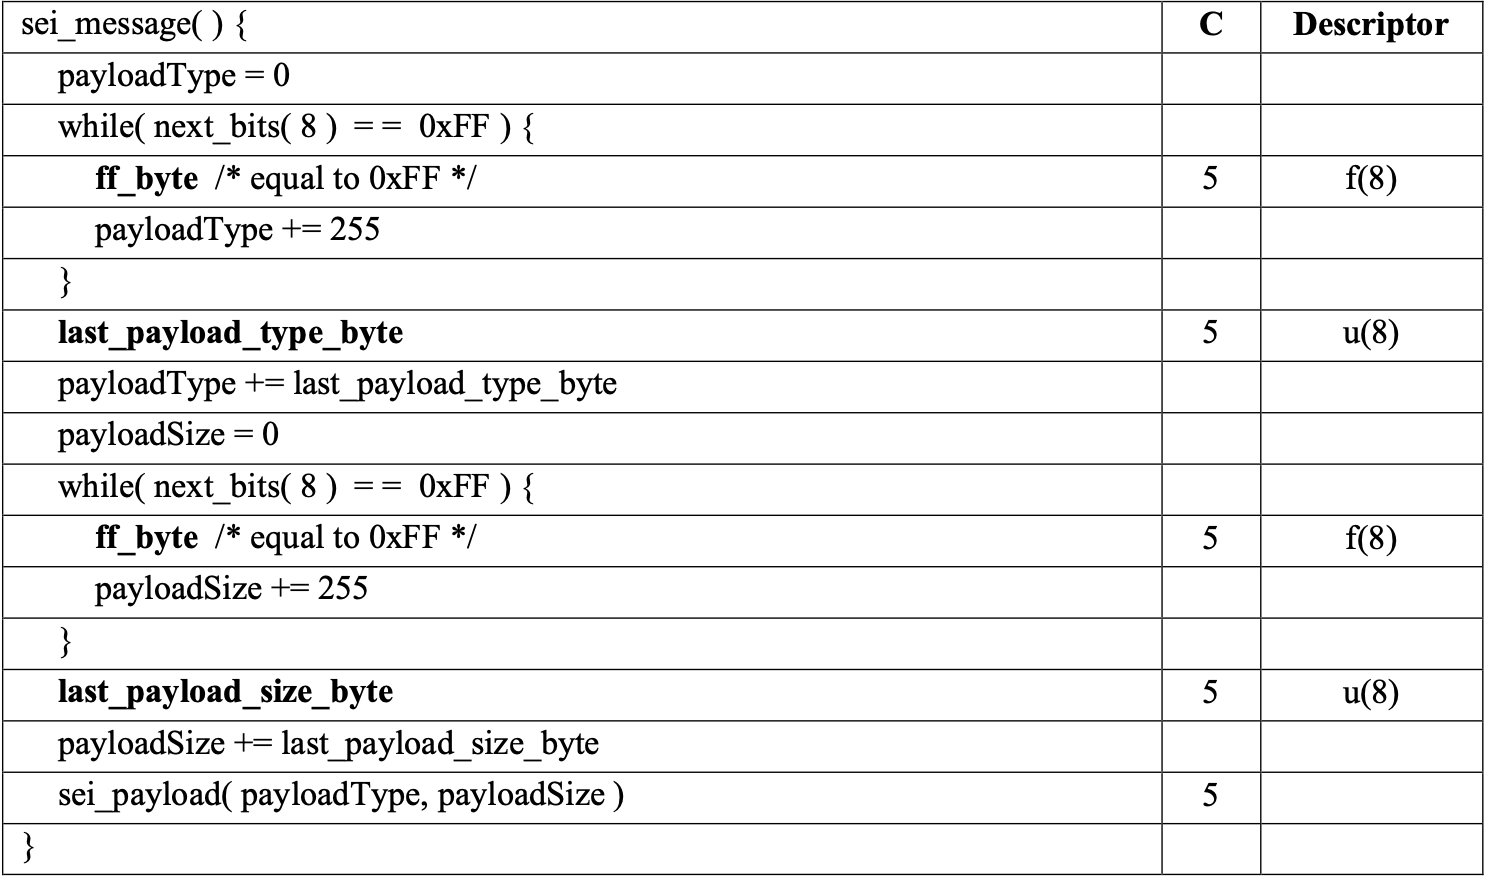 sei_message( ) { C Descriptor
payloadType = 0
while( next_bits( 8 ) = = 0xFF ) {
ff_byte /* equal to 0xFF */ 5 f(8)
payloadType += 255
}
last_payload_type_byte 5 u(8)
payloadType += last_payload_type_byte
payloadSize = 0
while( next_bits( 8 ) = = 0xFF ) {
ff_byte /* equal to 0xFF */ 5 f(8)
payloadSize += 255
}
last_payload_size_byte 5 u(8)
payloadSize += last_payload_size_byte
sei_payload( payloadType, payloadSize ) 5
}